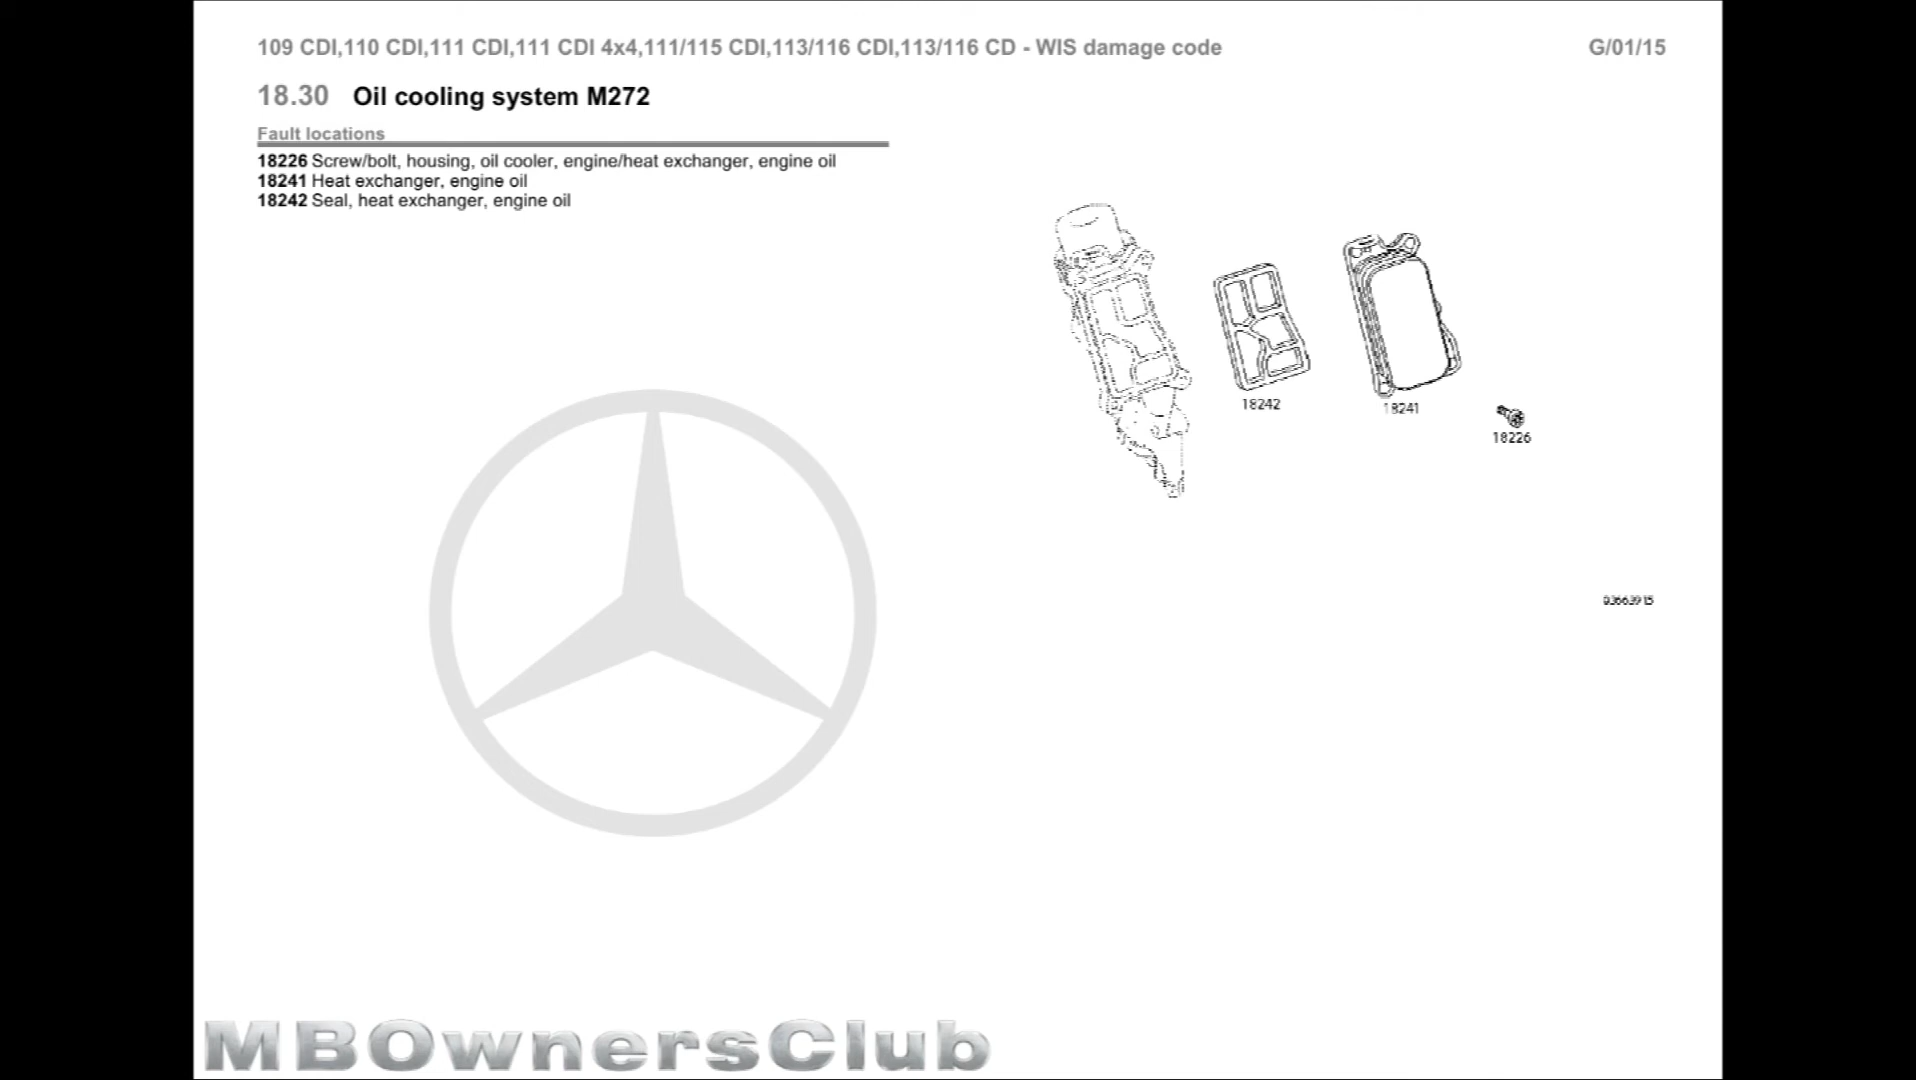 109 CDI,110 CDI,111 CDI,111 CDI 4x4,111/115 CDI,113/116 CDI,113/116 CD - WIS damage code G/01/15
18.30 Oil cooling system M272
Fault locations
18226 Screw/bolt, housing, oil cooler, engine/heat exchanger, engine oil
18241 Heat exchanger, engine oil
18242 Seal, heat exchanger, engine oil
18242
18241
18226
03663915
MBOwnersClub